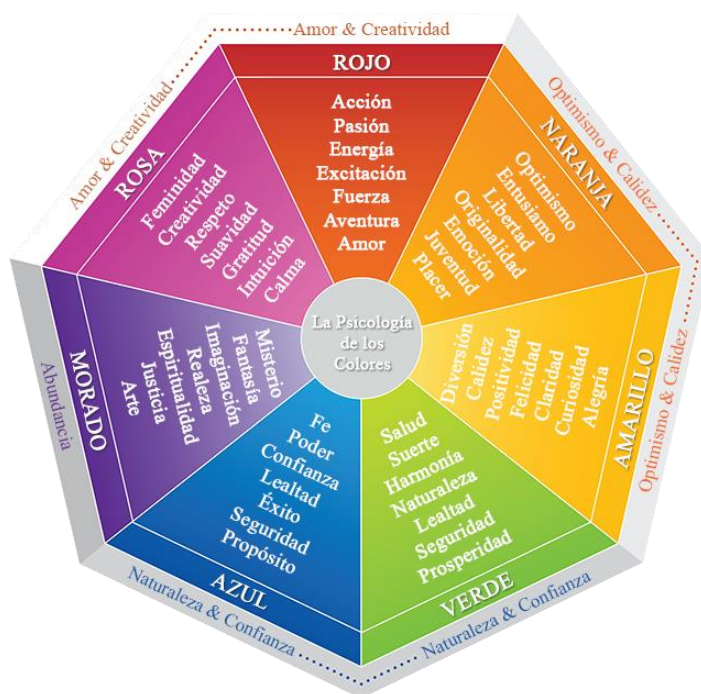 Amor & Creatividad
ROJO
Acción
Pasión
Energía
Excitación
Fuerza
Aventura
Amor
Optimismo & Calidez
NARANJA
Optimismo
Entusiamo
Libertad
Originalidad
Emoción
Juventud
Placer
Optimismo & Calidez
AMARILLO
Diversión
Calidez
Positividad
Felicidad
Claridad
Curiosidad
Alegría
Naturaleza & Confianza
VERDE
Salud
Suerte
Harmonía
Naturaleza
Lealtad
Seguridad
Prosperidad
Naturaleza & Confianza
AZUL
Fe
Poder
Confianza
Lealtad
Éxito
Seguridad
Propósito
Abundancia
MORADO
Misterio
Fantasía
Imaginación
Realeza
Espiritualidad
Justicia
Arte
Amor & Creatividad
ROSA
Feminidad
Creatividad
Respeto
Suavidad
Gratitud
Intuición
Calma
La Psicología
de los
Colores